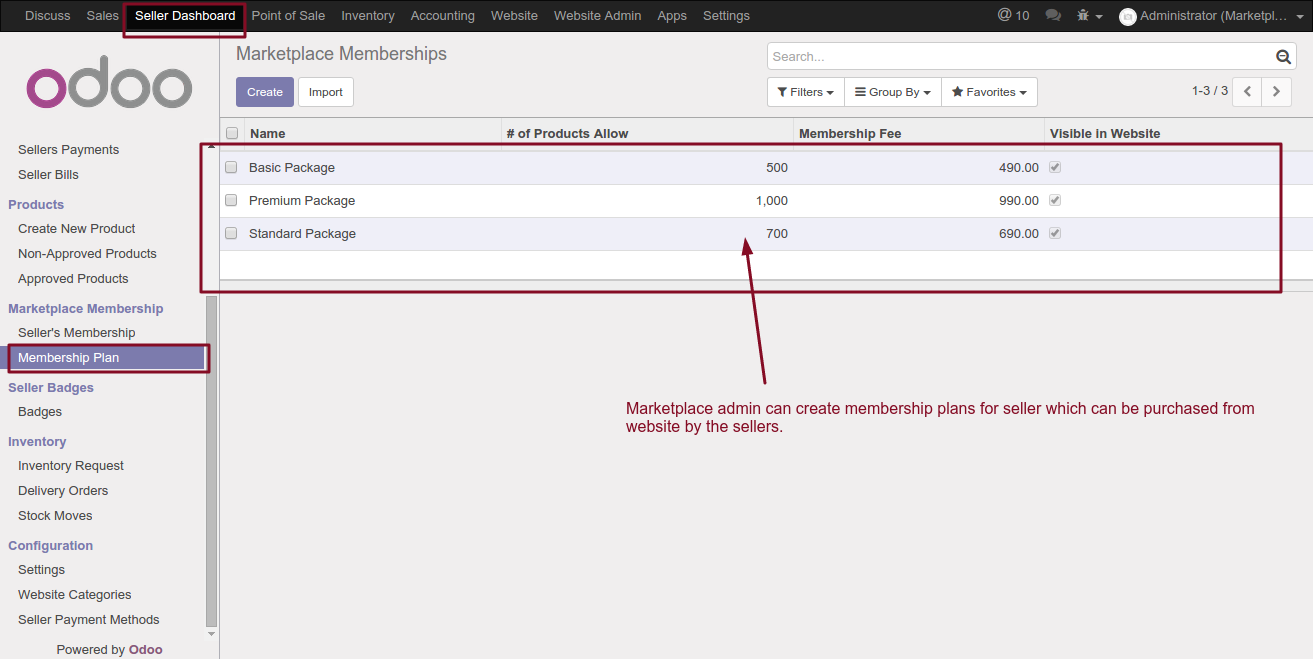 Discuss Sales Seller Dashboard Point of Sale Inventory Accounting Website Website Admin Apps Settings @ 10 Administrator (Marketpl...
odoo
Marketplace Memberships
Search...
Create Import
Filters Group By Favorites
1-3 / 3
Sellers Payments
Seller Bills
Products
Create New Product
Non-Approved Products
Approved Products
Marketplace Membership
Seller's Membership
Membership Plan
Seller Badges
Badges
Inventory
Inventory Request
Delivery Orders
Stock Moves
Configuration
Settings
Website Categories
Seller Payment Methods
Powered by Odoo
Name # of Products Allow Membership Fee Visible in Website
Basic Package 500 490.00
Premium Package 1,000 990.00
Standard Package 700 690.00
Marketplace admin can create membership plans for seller which can be purchased from
website by the sellers.